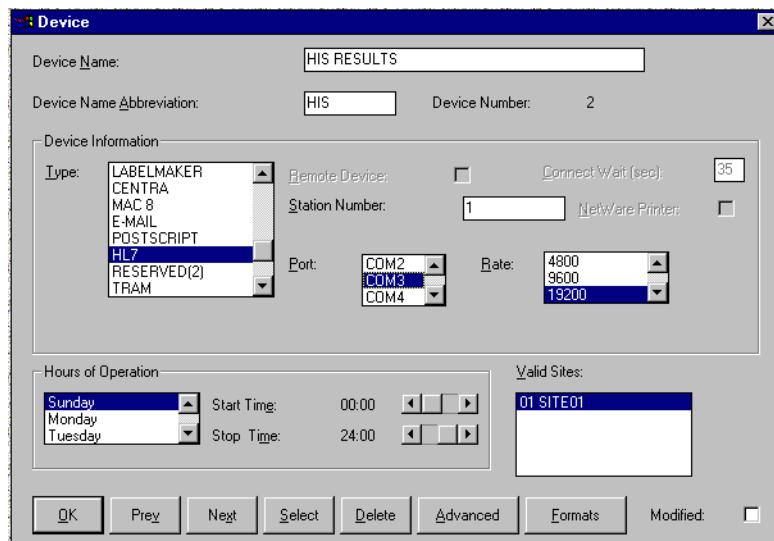 Device
Device Name: HIS RESULTS
Device Name Abbreviation: HIS Device Number: 2
Device Information
Type: LABELMAKER
CENTRA
MAC 8
E-MAIL
POSTSCRIPT
HL7
RESERVED(2)
TRAM
Remote Device: Connect Wait (sec): 35
Station Number: 1 NetWare Printer:
Port: COM2
COM3
COM4
Rate: 4800
9600
19200
Hours of Operation
Sunday
Monday
Tuesday
Start Time: 00:00
Stop Time: 24:00
Valid Sites:
01 SITE01
OK Prev Next Select Delete Advanced Formats Modified: